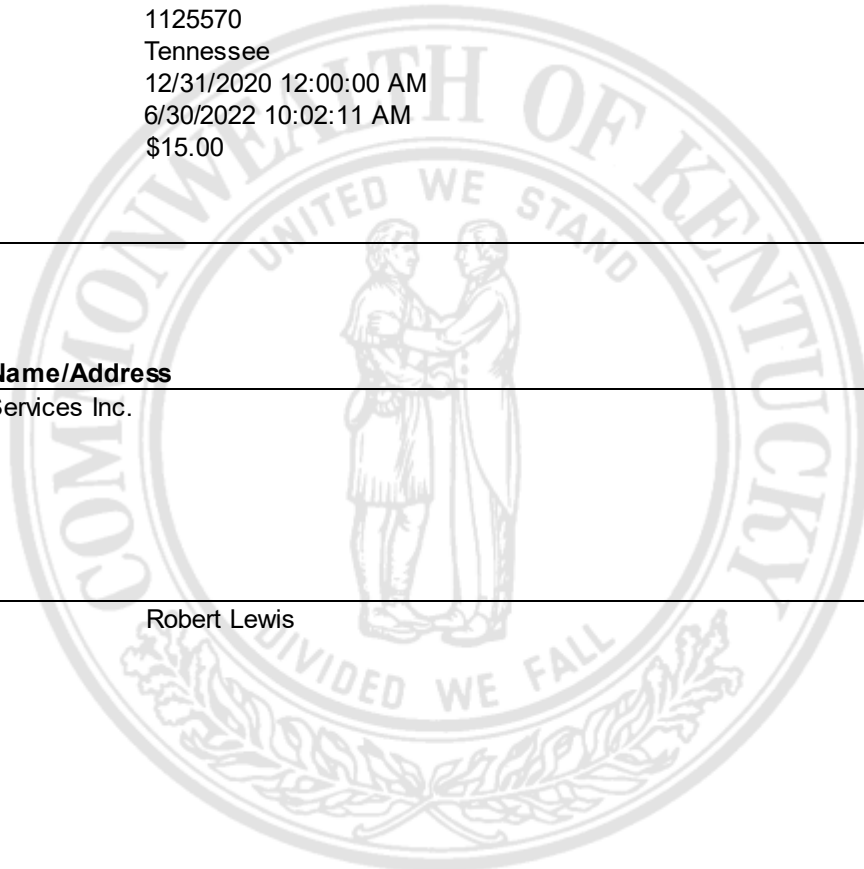 1125570
Tennessee
12/31/2020 12:00:00 AM
6/30/2022 10:02:11 AM
$15.00
COMMONWEALTH OF KENTUCKY
UNITED WE STAND
Name/Address
Services Inc.
Robert Lewis
DIVIDED WE FALL